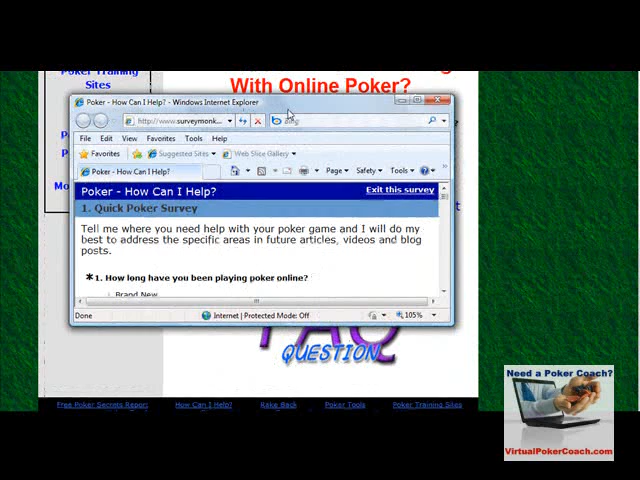 Poker Training
Sites
With Online Poker?
Poker - How Can I Help? - Windows Internet Explorer
http://www.surveymonk...
Bing
File Edit View Favorites Tools Help
Favorites Suggested Sites Web Slice Gallery
Poker - How Can I Help? Page Safety Tools
Poker - How Can I Help? Exit this survey
1. Quick Poker Survey
Tell me where you need help with your poker game and I will do my
best to address the specific areas in future articles, videos and blog
posts.
*1. How long have you been playing poker online?
Brand New
Done Internet | Protected Mode: Off 105%
FAQ
QUESTION
Free Poker Secrets Report How Can I Help? Rake Back Poker Tools Poker Training Sites
Need a Poker Coach?
VirtualPokerCoach.com